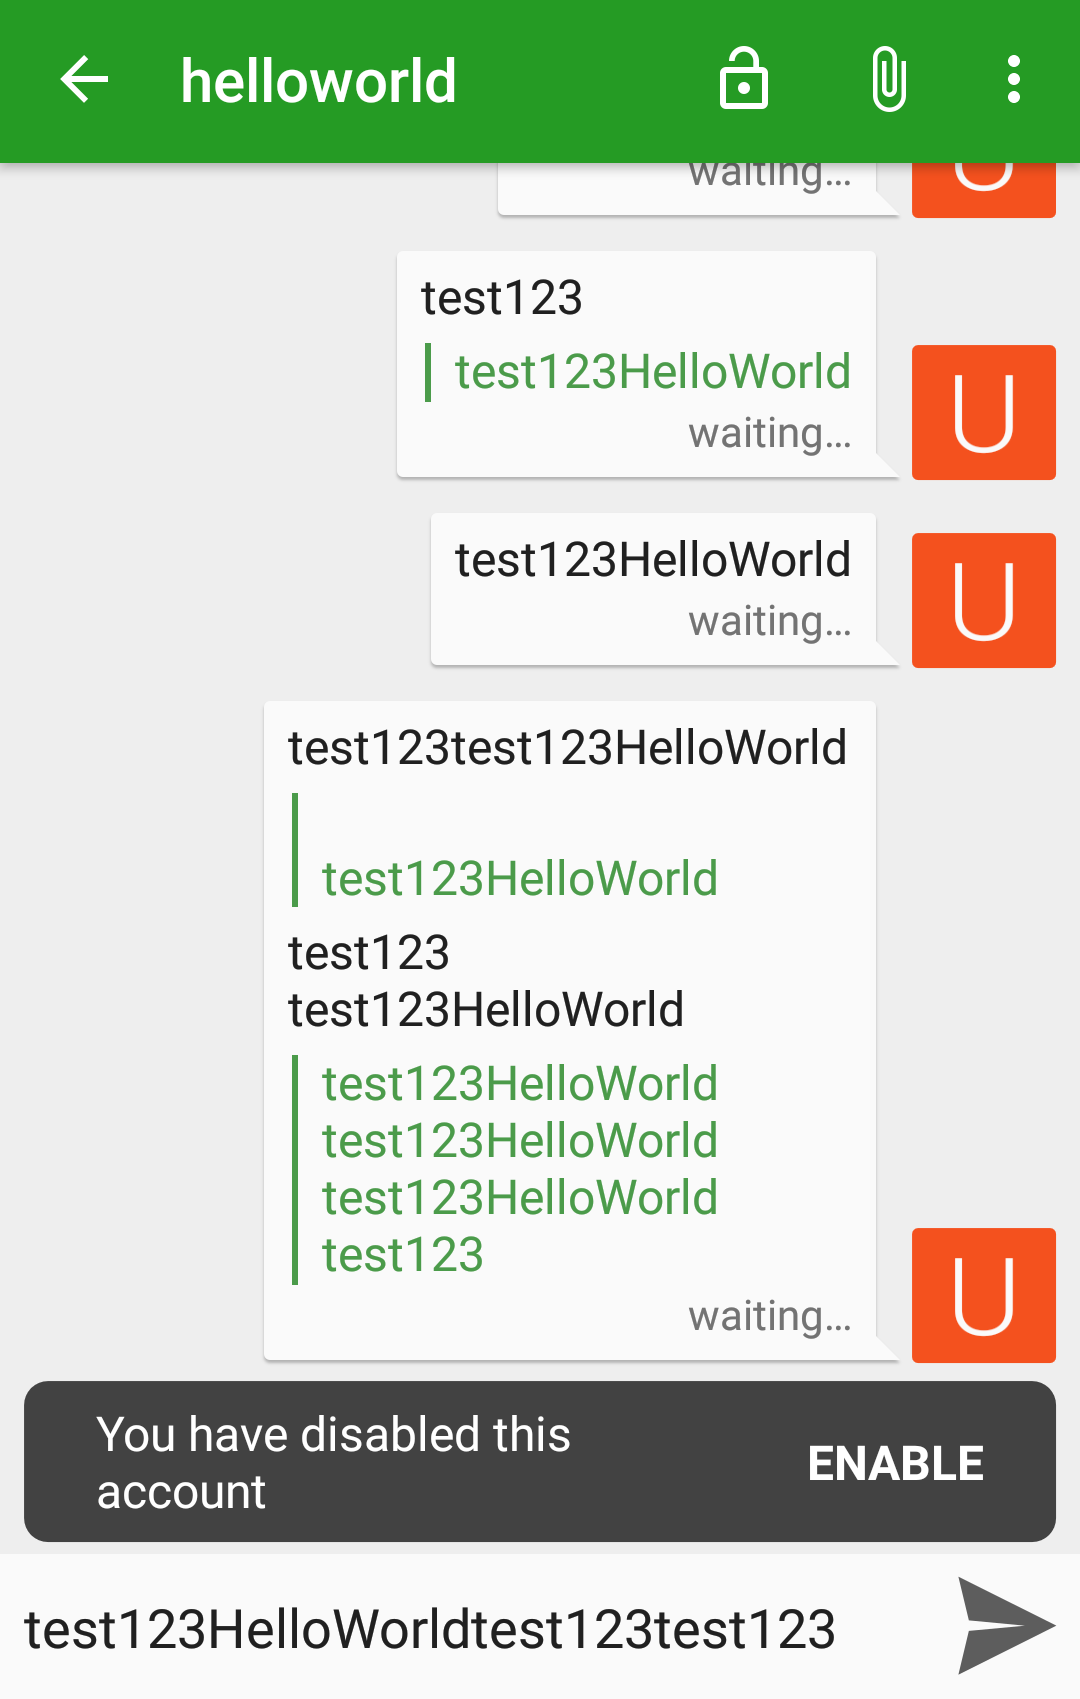 helloworld
waiting...
U
test123
test123HelloWorld
waiting...
U
test123HelloWorld
waiting...
U
test123test123HelloWorld
test123HelloWorld
test123
test123HelloWorld
test123HelloWorld
test123HelloWorld
test123HelloWorld
test123
waiting...
U
You have disabled this
account
ENABLE
test123HelloWorldtest123test123